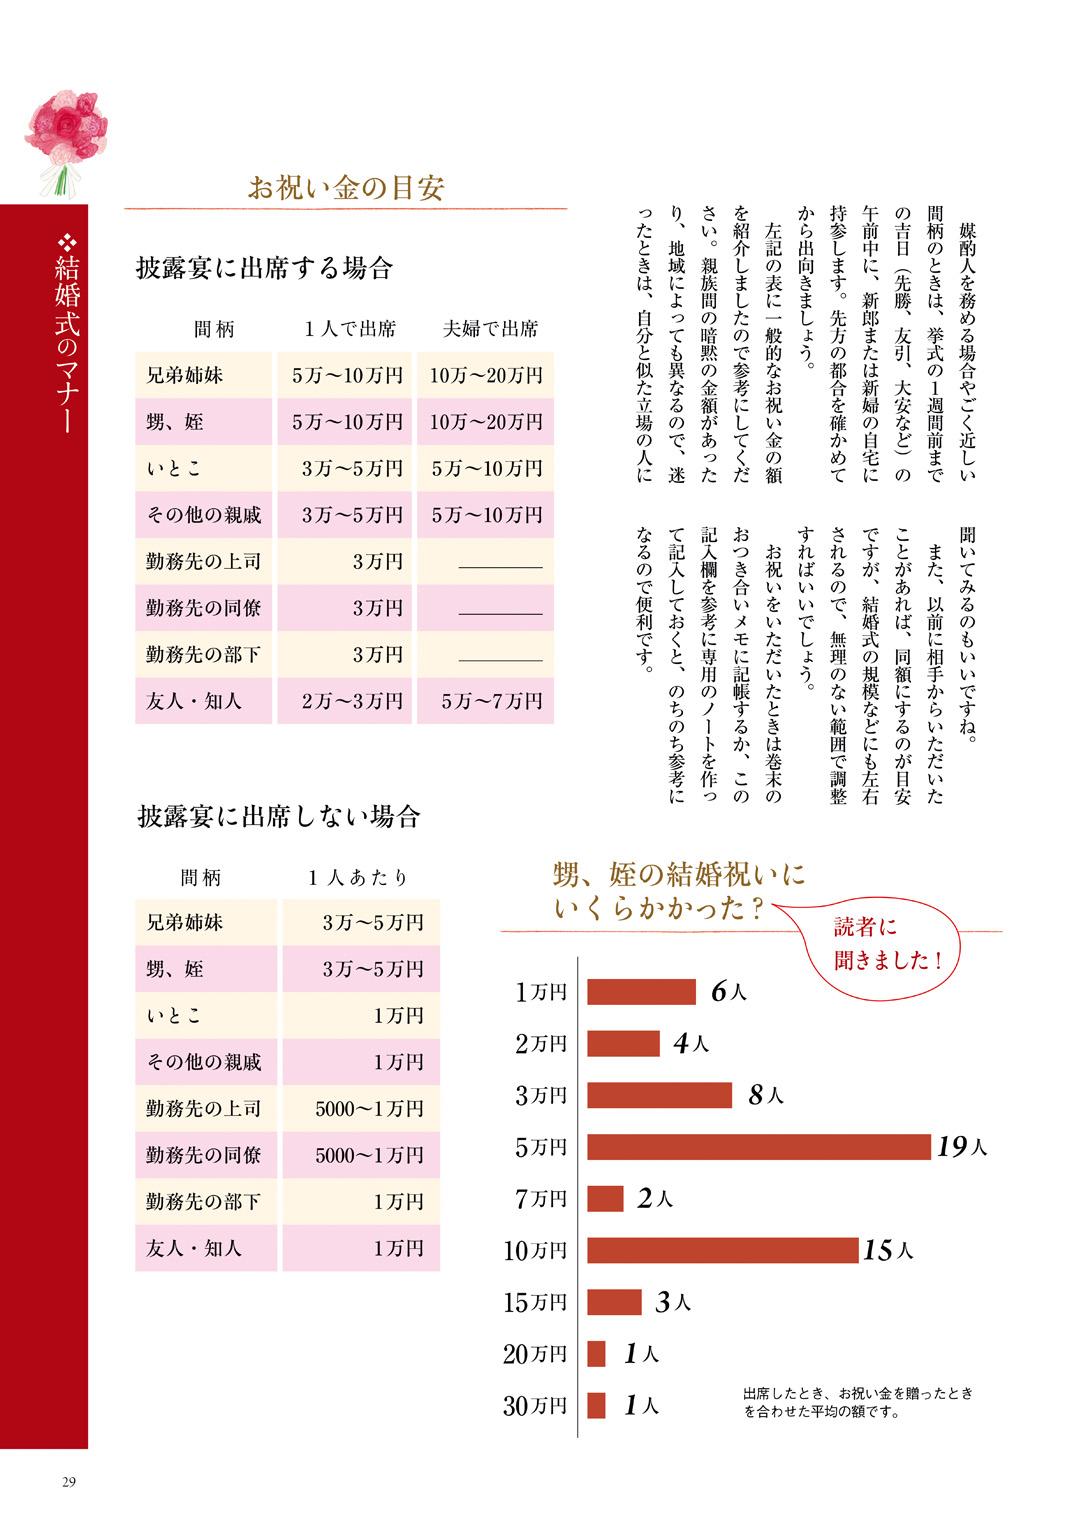 ❖結婚式のマナー
媒酌人を務める場合やごく近しい
間柄のときは、挙式の1週間前まで
の吉日（先勝、友引、大安など）の
午前中に、新郎または新婦の自宅に
持参します。先方の都合を確かめて
から出向きましょう。
左記の表に一般的なお祝い金の額
を紹介しましたので参考にしてくだ
さい。親族間の暗黙の金額があった
り、地域によっても異なるので、迷
ったときは、自分と似た立場の人に
聞いてみるのもいいですね。
また、以前に相手からいただいた
ことがあれば、同額にするのが目安
ですが、結婚式の規模などにも左右
されるので、無理のない範囲で調整
すればいいでしょう。
お祝いをいただいたときは巻末の
おつき合いメモに記帳するか、この
記入欄を参考に専用のノートを作っ
て記入しておくと、のちのち参考に
なるので便利です。
お祝い金の目安
披露宴に出席する場合
間柄 1人で出席 夫婦で出席
兄弟姉妹 5万〜10万円 10万〜20万円
甥、姪 5万〜10万円 10万〜20万円
いとこ 3万〜5万円 5万〜10万円
その他の親戚 3万〜5万円 5万〜10万円
勤務先の上司 3万円 ―――
勤務先の同僚 3万円 ―――
勤務先の部下 3万円 ―――
友人・知人 2万〜3万円 5万〜7万円
披露宴に出席しない場合
間柄 1人あたり
兄弟姉妹 3万〜5万円
甥、姪 3万〜5万円
いとこ 1万円
その他の親戚 1万円
勤務先の上司 5000〜1万円
勤務先の同僚 5000〜1万円
勤務先の部下 1万円
友人・知人 1万円
甥、姪の結婚祝いに
いくらかかった？
読者に
聞きました！
1万円 6人
2万円 4人
3万円 8人
5万円 19人
7万円 2人
10万円 15人
15万円 3人
20万円 1人
30万円 1人
出席したとき、お祝い金を贈ったとき
を合わせた平均の額です。
29